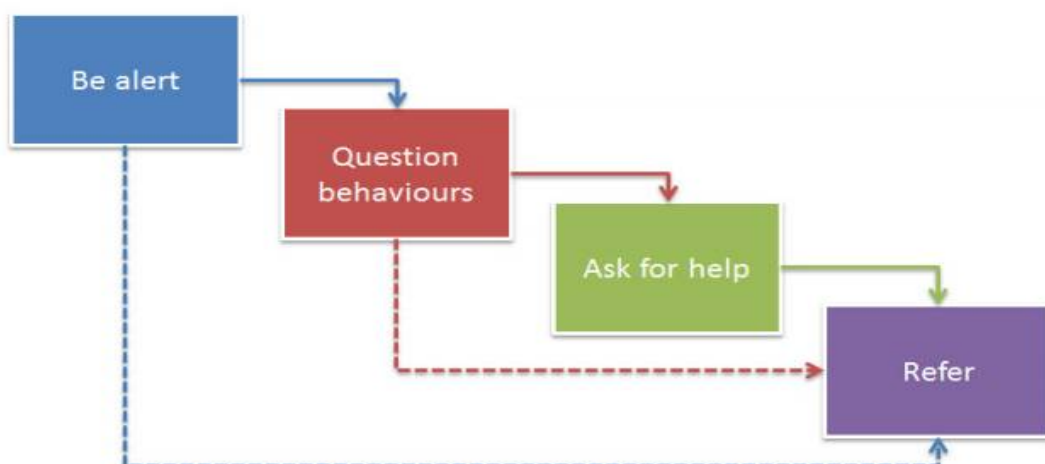 Be alert
Question
behaviours
Ask for help
Refer